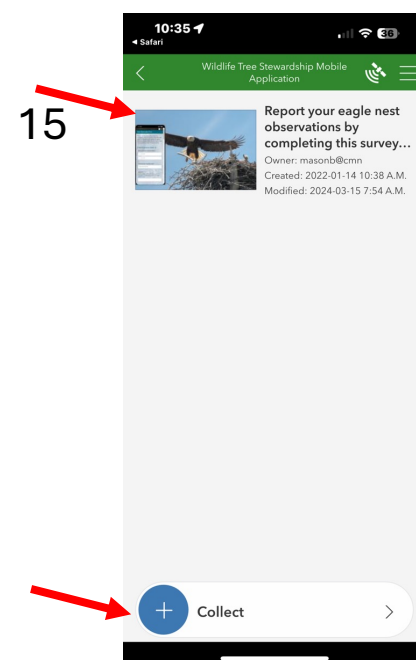 10:35
◄ Safari
36
Wildlife Tree Stewardship Mobile
Application
15
Report your eagle nest
observations by
completing this survey…
Owner: masonb@cmn
Created: 2022-01-14 10:38 A.M.
Modified: 2024-03-15 7:54 A.M.
Collect